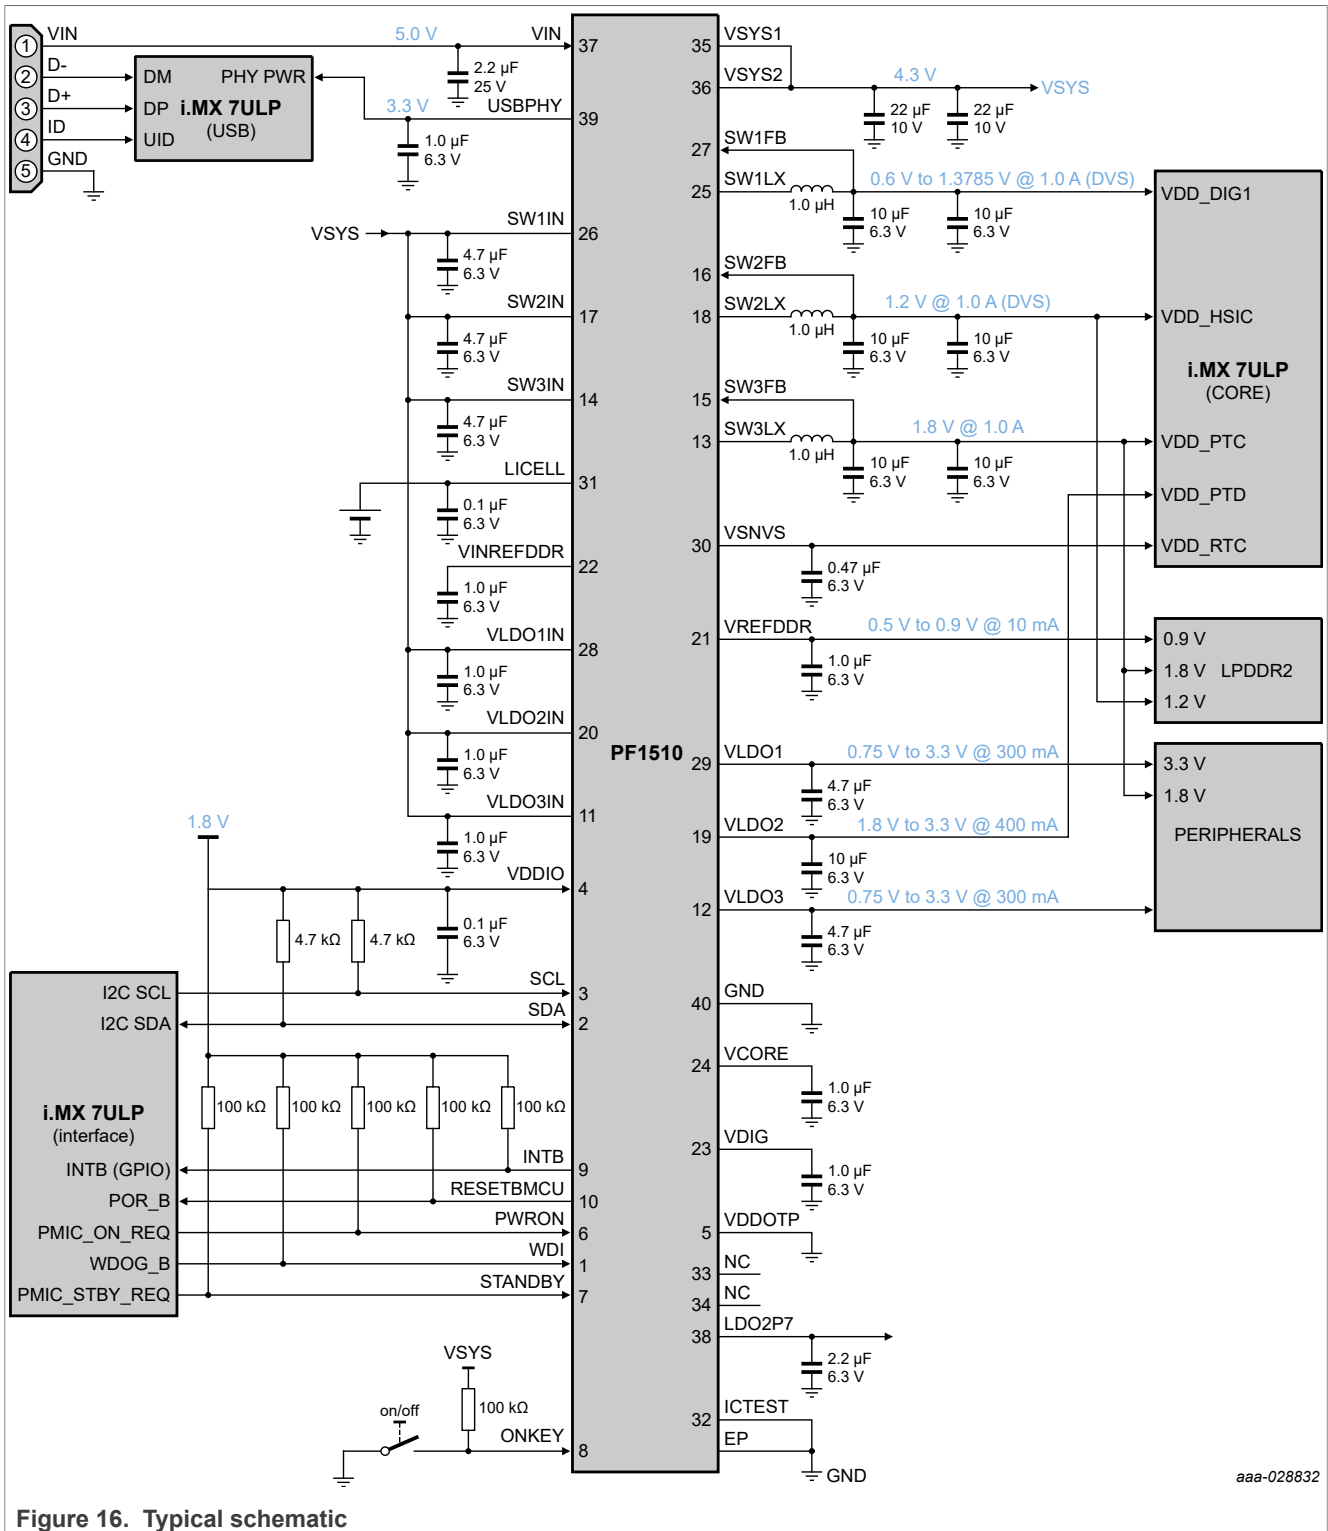 VIN 5.0 V VIN 37
1
D-
2
DM PHY PWR
2.2 µF
25 V
D+
3
DP i.MX 7ULP
3.3 V USBPHY 39
ID
4
UID (USB)
1.0 µF
6.3 V
GND
5
VSYS
SW1IN 26
4.7 µF
6.3 V
SW2IN 17
4.7 µF
6.3 V
SW3IN 14
4.7 µF
6.3 V
LICELL 31
0.1 µF
6.3 V
VINREFDDR 22
1.0 µF
6.3 V
VLDO1IN 28
1.0 µF
6.3 V
VLDO2IN 20
1.0 µF
6.3 V
VLDO3IN 11
1.0 µF
6.3 V
1.8 V
VDDIO 4
0.1 µF
6.3 V
4.7 kΩ 4.7 kΩ
I2C SCL SCL 3
I2C SDA SDA 2
100 kΩ 100 kΩ 100 kΩ 100 kΩ 100 kΩ
i.MX 7ULP
(interface)
INTB (GPIO) INTB 9
POR_B RESETBMCU 10
PMIC_ON_REQ PWRON 6
WDOG_B WDI 1
PMIC_STBY_REQ STANDBY 7
VSYS
100 kΩ
on/off
ONKEY 8
PF1510
35 VSYS1
36 VSYS2 4.3 V VSYS
22 µF 22 µF
10 V 10 V
27 SW1FB
25 SW1LX 0.6 V to 1.3785 V @ 1.0 A (DVS) VDD_DIG1
1.0 µH
10 µF 10 µF
6.3 V 6.3 V
16 SW2FB
18 SW2LX 1.2 V @ 1.0 A (DVS) VDD_HSIC
1.0 µH
10 µF 10 µF
6.3 V 6.3 V
i.MX 7ULP
(CORE)
15 SW3FB
13 SW3LX 1.8 V @ 1.0 A VDD_PTC
1.0 µH
10 µF 10 µF
6.3 V 6.3 V
VDD_PTD
30 VSNVS VDD_RTC
0.47 µF
6.3 V
21 VREFDDR 0.5 V to 0.9 V @ 10 mA 0.9 V
1.0 µF
6.3 V
1.8 V LPDDR2
1.2 V
29 VLDO1 0.75 V to 3.3 V @ 300 mA 3.3 V
4.7 µF
6.3 V
1.8 V
19 VLDO2 1.8 V to 3.3 V @ 400 mA PERIPHERALS
10 µF
6.3 V
12 VLDO3 0.75 V to 3.3 V @ 300 mA
4.7 µF
6.3 V
40 GND
24 VCORE
1.0 µF
6.3 V
23 VDIG
1.0 µF
6.3 V
5 VDDOTP
33 NC
34 NC
38 LDO2P7
2.2 µF
6.3 V
32 ICTEST
EP
GND
aaa-028832
Figure 16. Typical schematic